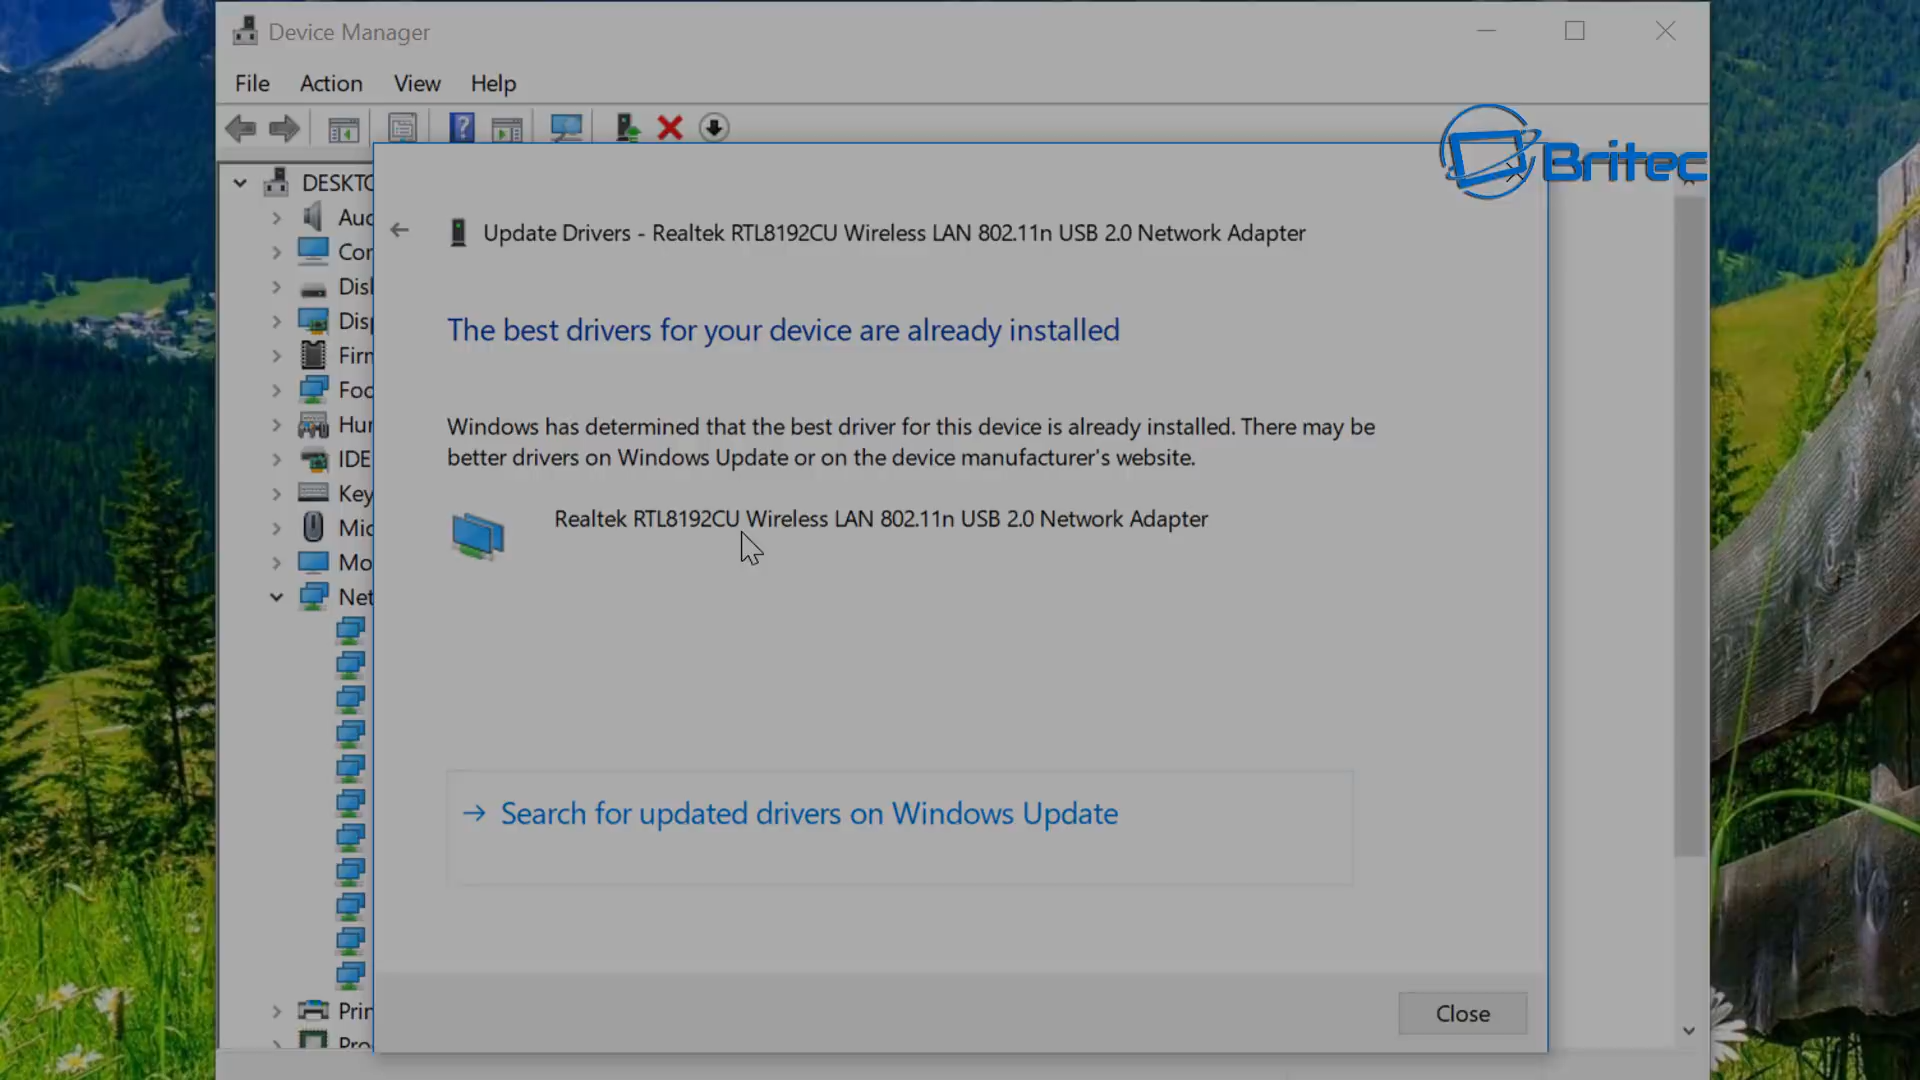 Device Manager
File Action View Help
Britec
DESKTO
Auc
Cor
Disl
Disp
Firm
Foc
Hur
IDE
Key
Mic
Mo
Net
Prin
Pro
Update Drivers - Realtek RTL8192CU Wireless LAN 802.11n USB 2.0 Network Adapter
The best drivers for your device are already installed
Windows has determined that the best driver for this device is already installed. There may be
better drivers on Windows Update or on the device manufacturer's website.
Realtek RTL8192CU Wireless LAN 802.11n USB 2.0 Network Adapter
Search for updated drivers on Windows Update
Close